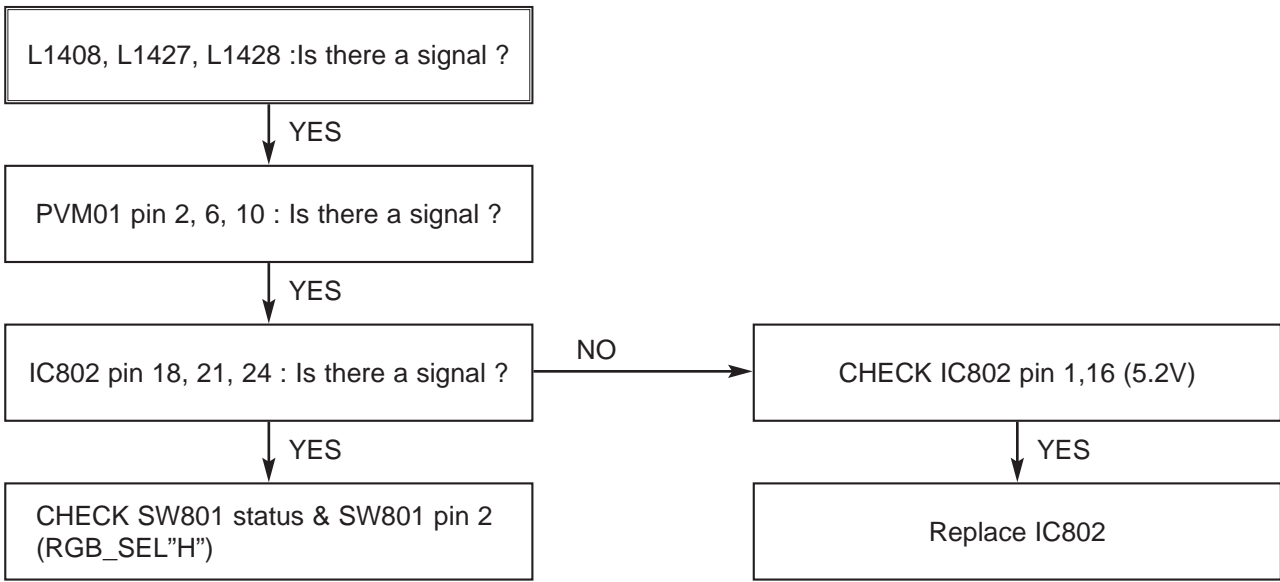 L1408, L1427, L1428 :Is there a signal ?
YES
PVM01 pin 2, 6, 10 : Is there a signal ?
YES
IC802 pin 18, 21, 24 : Is there a signal ?
NO
CHECK IC802 pin 1,16 (5.2V)
YES
YES
CHECK SW801 status & SW801 pin 2
(RGB_SEL”H”)
Replace IC802